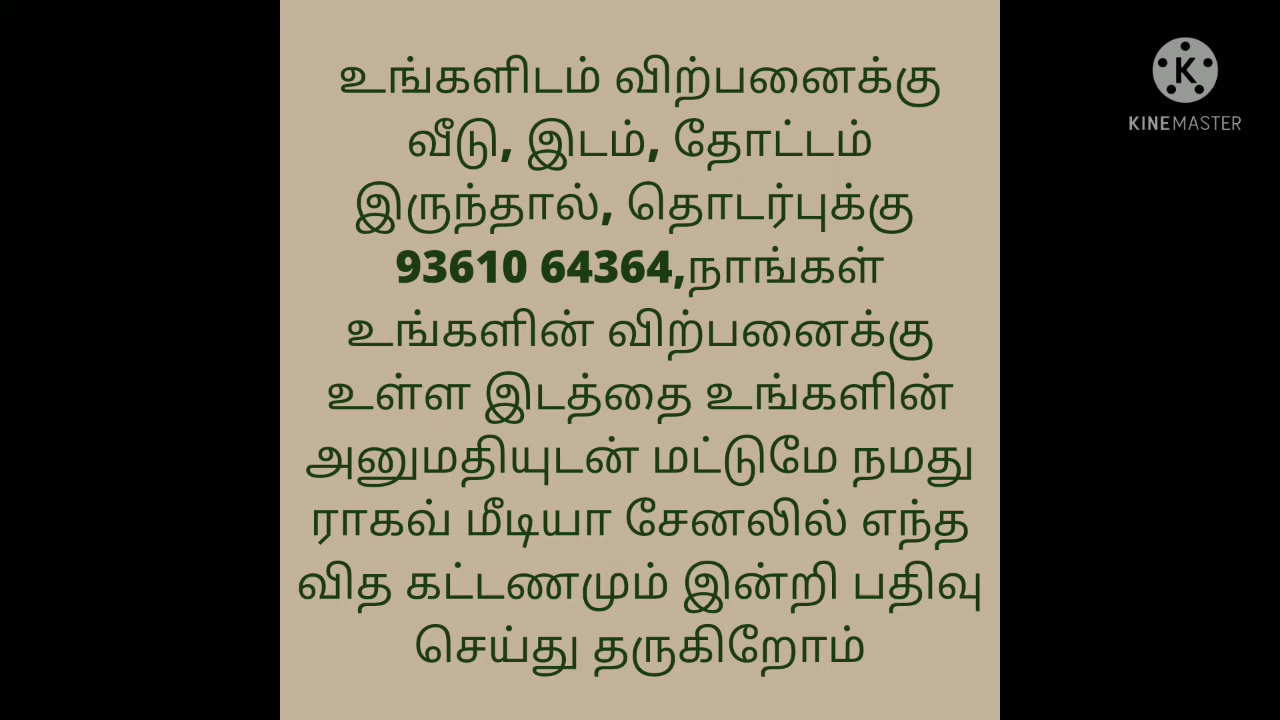 உங்களிடம் விற்பனைக்கு
வீடு, இடம், தோட்டம்
இருந்தால், தொடர்புக்கு
93610 64364,நாங்கள்
உங்களின் விற்பனைக்கு
உள்ள இடத்தை உங்களின்
அனுமதியுடன் மட்டுமே நமது
ராகவ் மீடியா சேனலில் எந்த
வித கட்டணமும் இன்றி பதிவு
செய்து தருகிறோம்
K
KINEMASTER